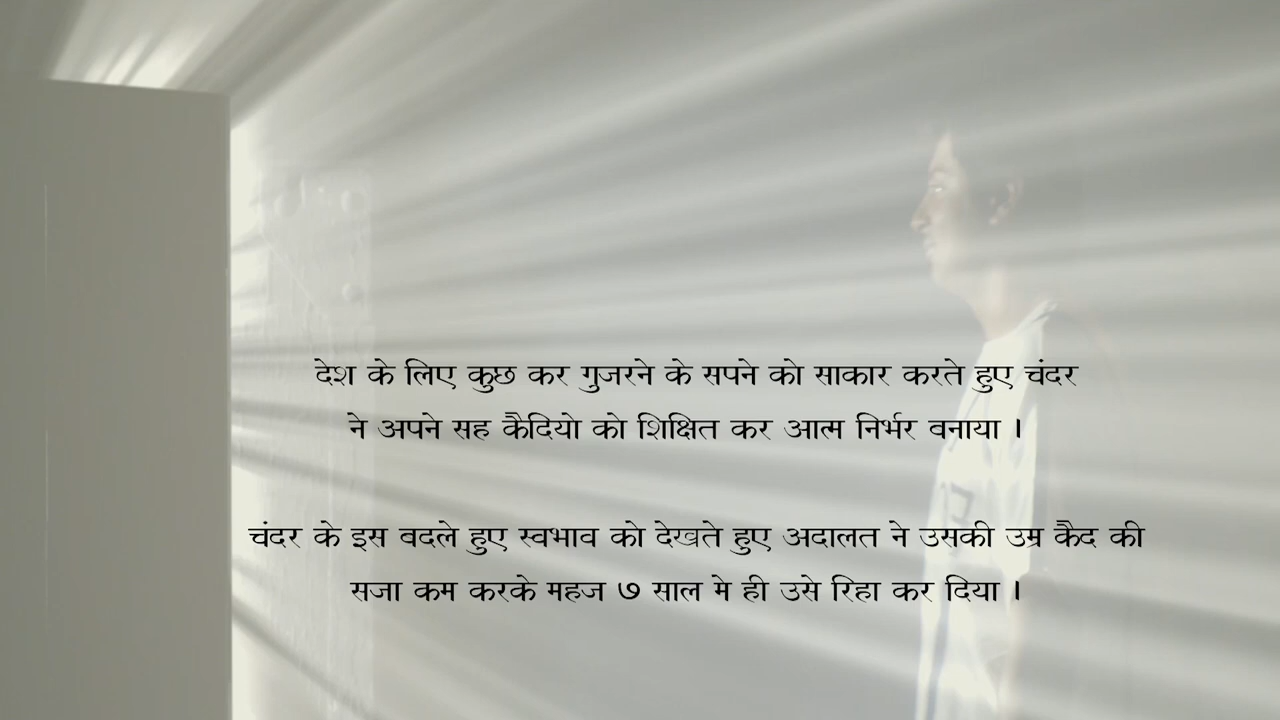 देश के लिए कुछ कर गुजरने के सपने को साकार करते हुए चंदर
ने अपने सह कैदियो को शिक्षित कर आत्म निर्भर बनाया ।
चंदर के इस वदले हुए स्वभाव को देखते हुए अदालत ने उसकी उम्र कैद की
सजा कम करके महज ७ साल मे ही उसे रिहा कर दिया ।